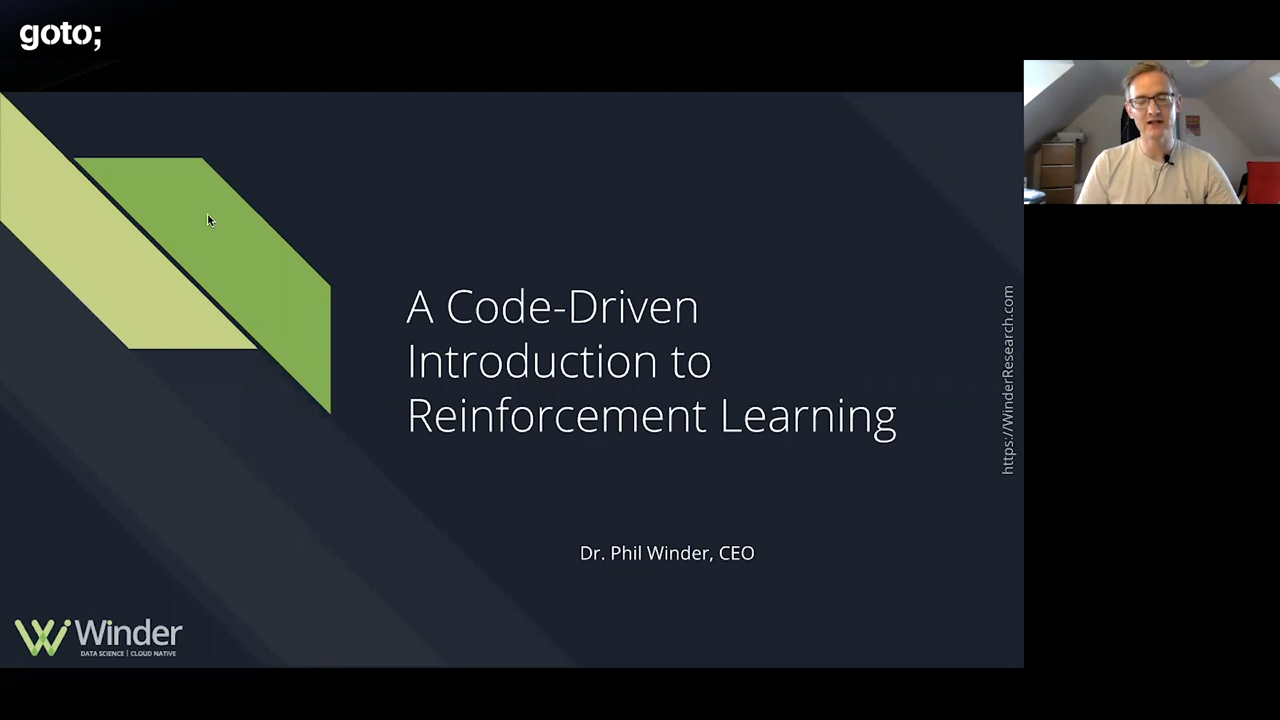 goto;
A Code-Driven
Introduction to
Reinforcement Learning
https://WinderResearch.com
Dr. Phil Winder, CEO
Winder
DATA SCIENCE | CLOUD NATIVE